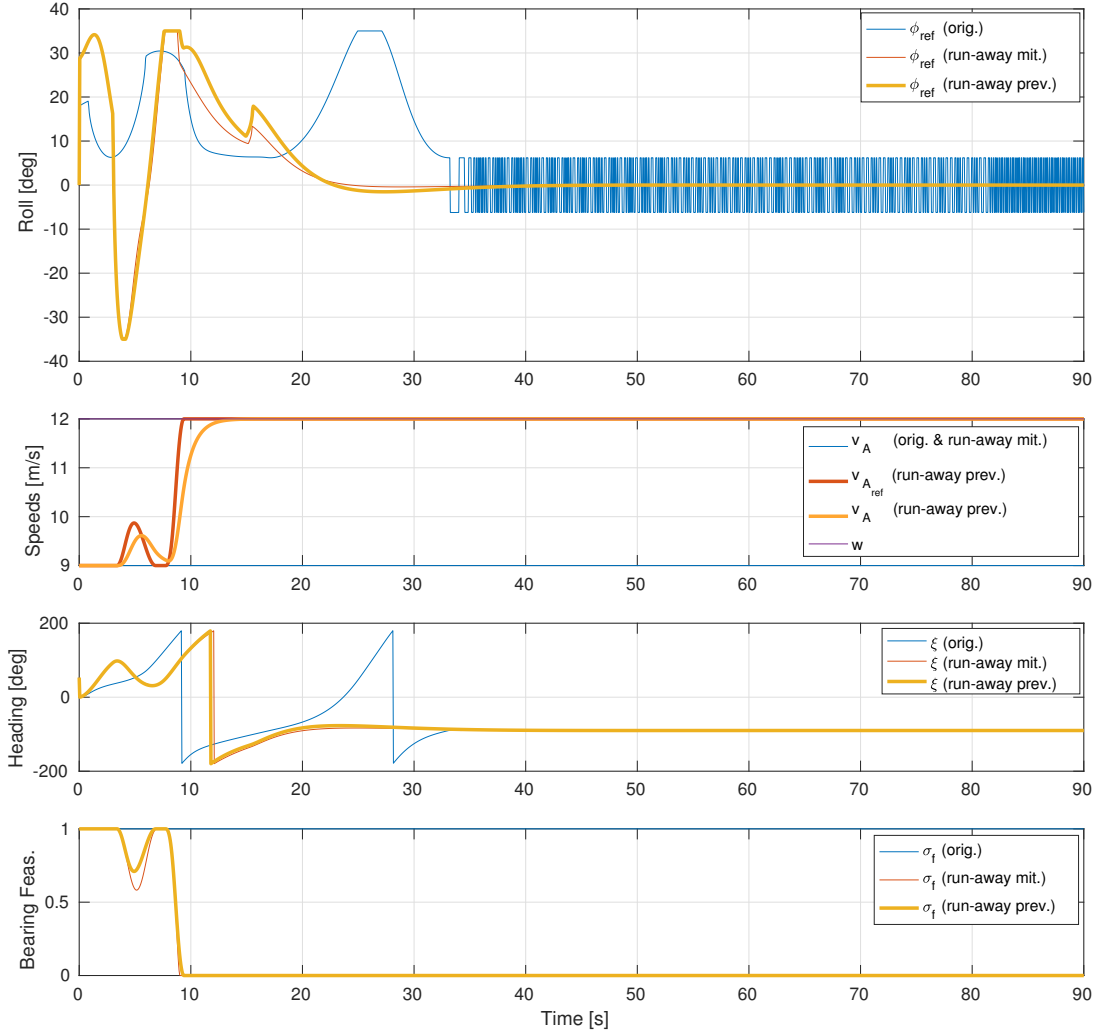 40
30
20
10
0
-10
-20
-30
-40
Roll [deg]
ϕref (orig.)
ϕref (run-away mit.)
ϕref (run-away prev.)
0 10 20 30 40 50 60 70 80 90
12
11
10
9
Speeds [m/s]
vA (orig. & run-away mit.)
vAref (run-away prev.)
vA (run-away prev.)
w
0 10 20 30 40 50 60 70 80 90
200
0
-200
Heading [deg]
ξ (orig.)
ξ (run-away mit.)
ξ (run-away prev.)
0 10 20 30 40 50 60 70 80 90
1
0.5
0
Bearing Feas.
σf (orig.)
σf (run-away mit.)
σf (run-away prev.)
0 10 20 30 40 50 60 70 80 90
Time [s]